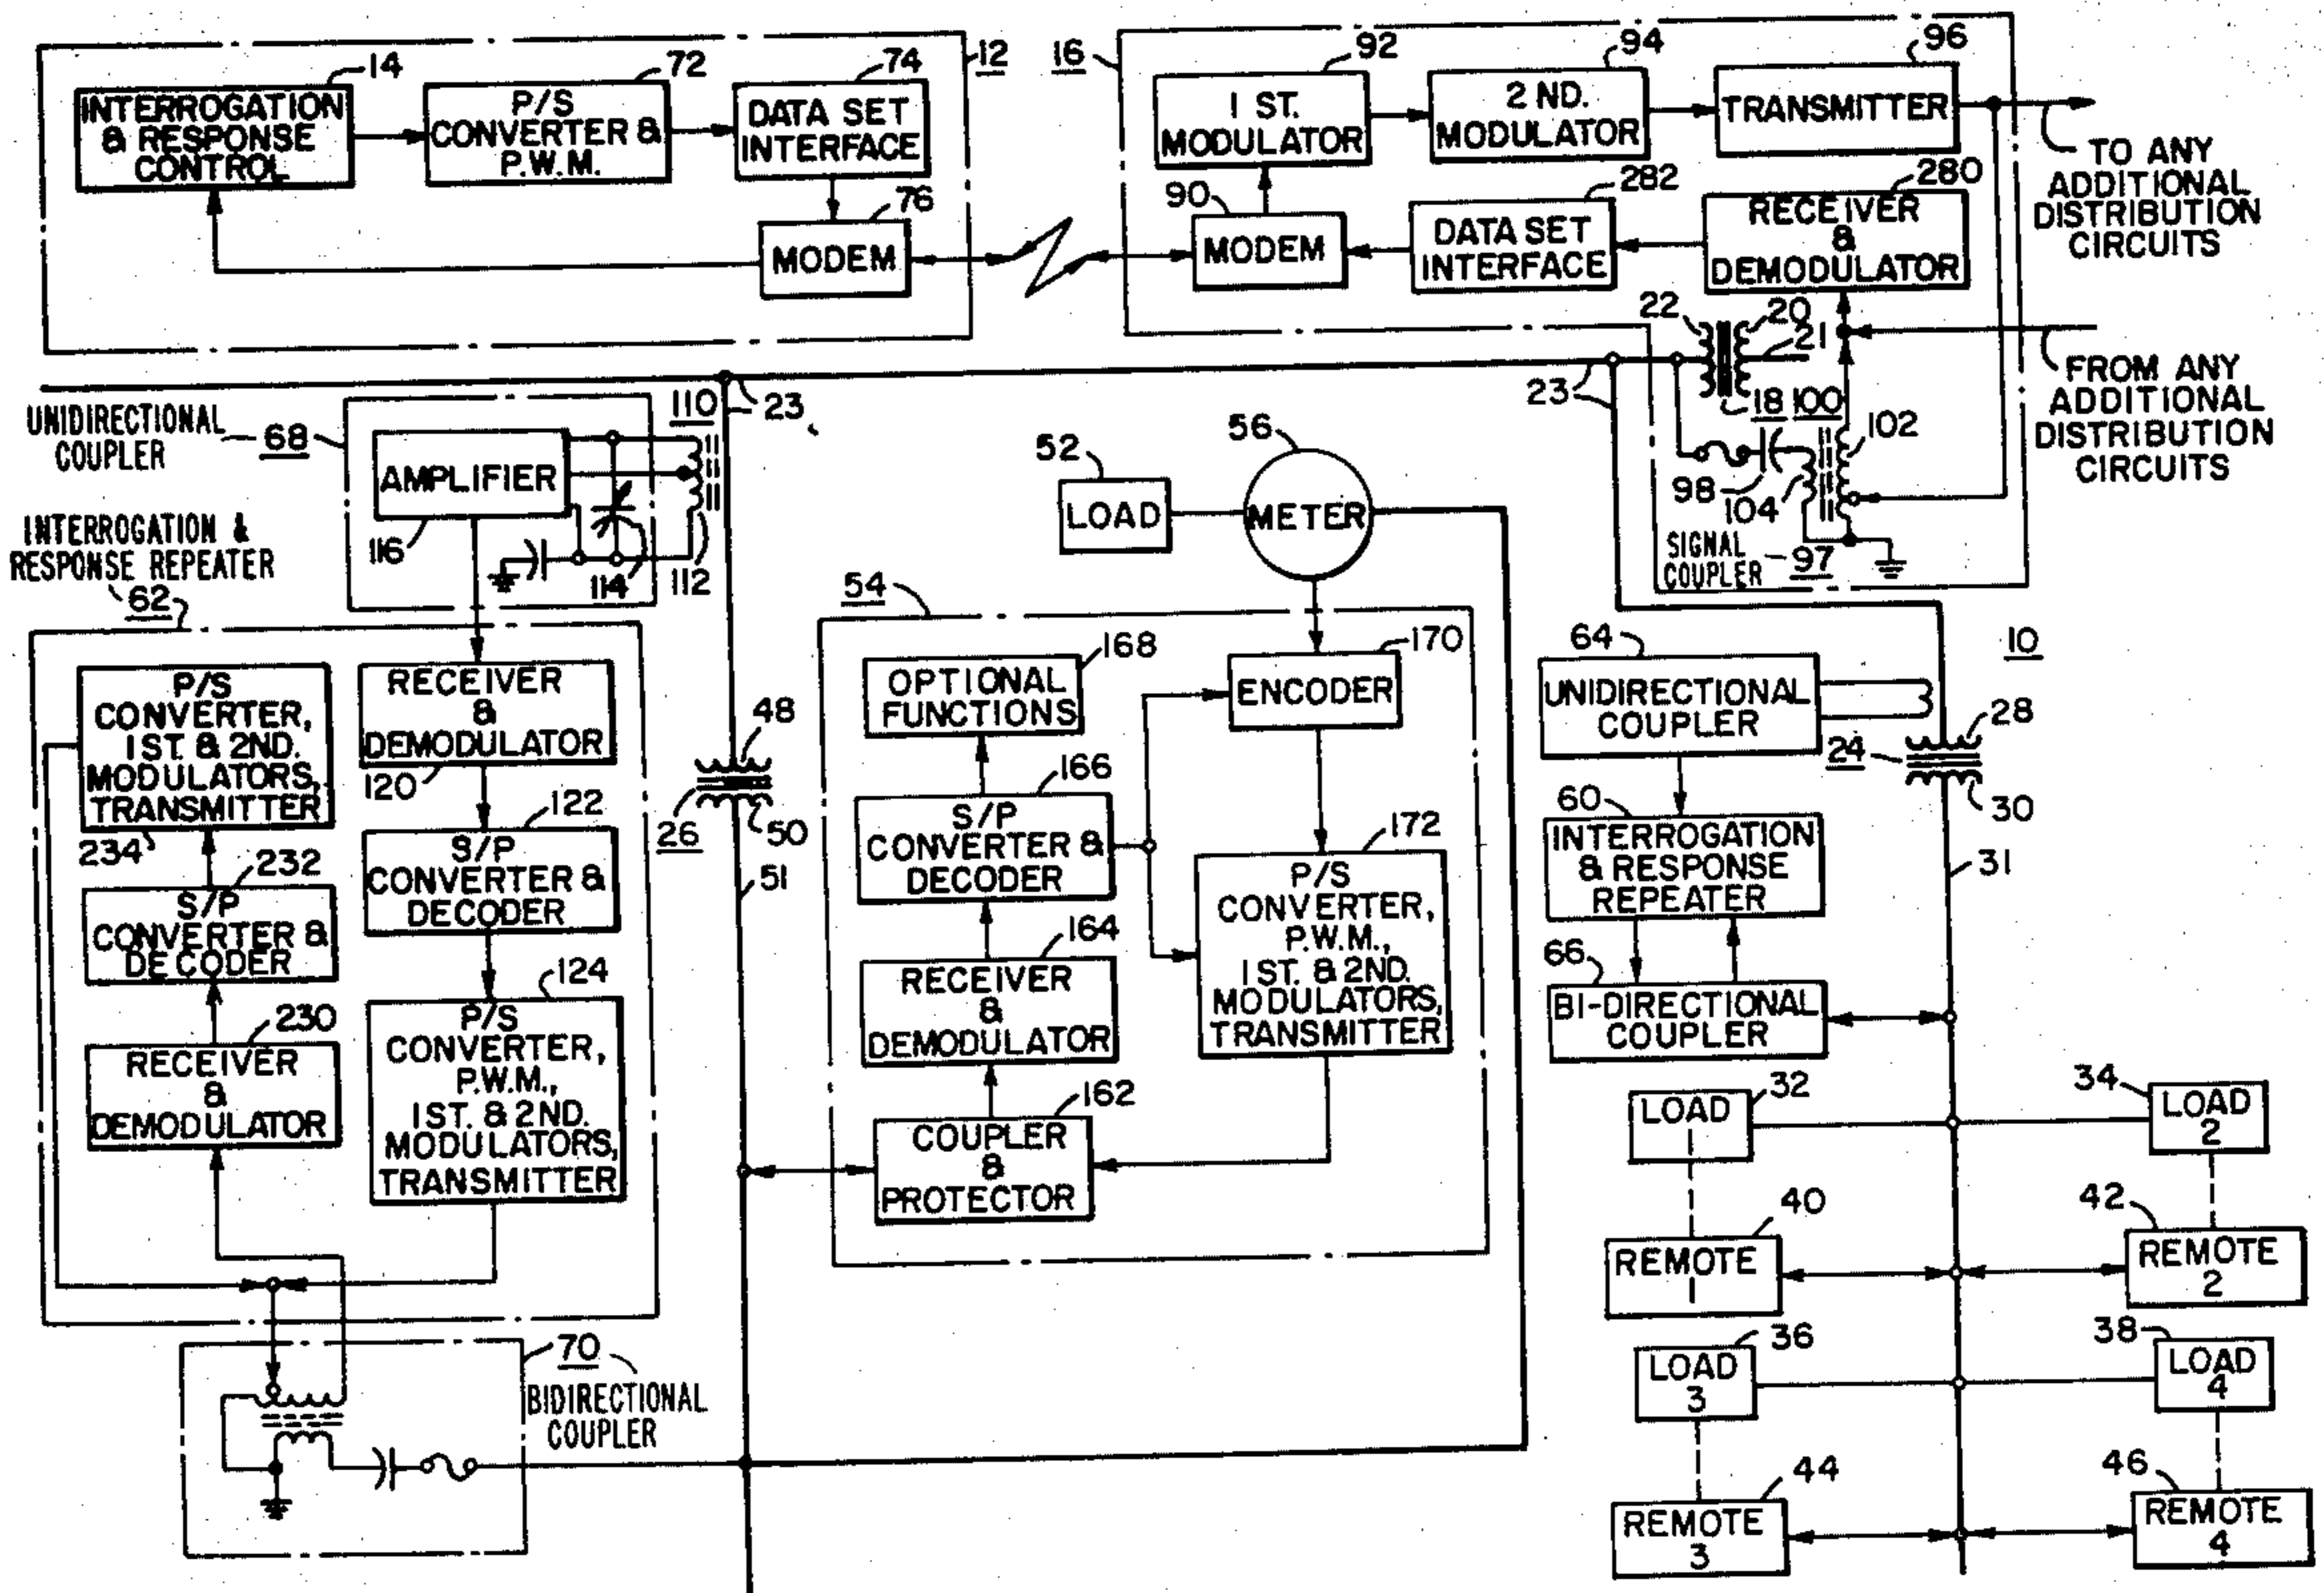 14
INTERROGATION
& RESPONSE
CONTROL
72
P/S
CONVERTER &
P.W.M.
74
DATA SET
INTERFACE
76
MODEM
12
16
92
1 ST.
MODULATOR
94
2 ND.
MODULATOR
96
TRANSMITTER
TO ANY
ADDITIONAL
DISTRIBUTION
CIRCUITS
90
MODEM
282
DATA SET
INTERFACE
280
RECEIVER
&
DEMODULATOR
22
20
21
18
100
102
98
104
SIGNAL
COUPLER
97
FROM ANY
ADDITIONAL
DISTRIBUTION
CIRCUITS
23
23
UNIDIRECTIONAL
COUPLER
68
110
AMPLIFIER
116
114
112
52
LOAD
56
METER
INTERROGATION &
RESPONSE REPEATER
62
P/S
CONVERTER,
1 ST. & 2ND.
MODULATORS,
TRANSMITTER
234
232
S/P
CONVERTER &
DECODER
230
RECEIVER
&
DEMODULATOR
RECEIVER
&
DEMODULATOR
120
122
S/P
CONVERTER &
DECODER
124
P/S
CONVERTER,
P.W.M.,
1 ST. & 2ND.
MODULATORS,
TRANSMITTER
70
BIDIRECTIONAL
COUPLER
48
26
50
51
54
168
OPTIONAL
FUNCTIONS
170
ENCODER
166
S/P
CONVERTER &
DECODER
172
P/S
CONVERTER,
P.W.M.,
1 ST. & 2ND.
MODULATORS,
TRANSMITTER
164
RECEIVER
&
DEMODULATOR
162
COUPLER
&
PROTECTOR
10
64
UNIDIRECTIONAL
COUPLER
28
24
30
60
INTERROGATION
& RESPONSE
REPEATER
31
66
BI-DIRECTIONAL
COUPLER
32
LOAD
1
34
LOAD
2
40
REMOTE
1
42
REMOTE
2
36
LOAD
3
38
LOAD
4
44
REMOTE
3
46
REMOTE
4